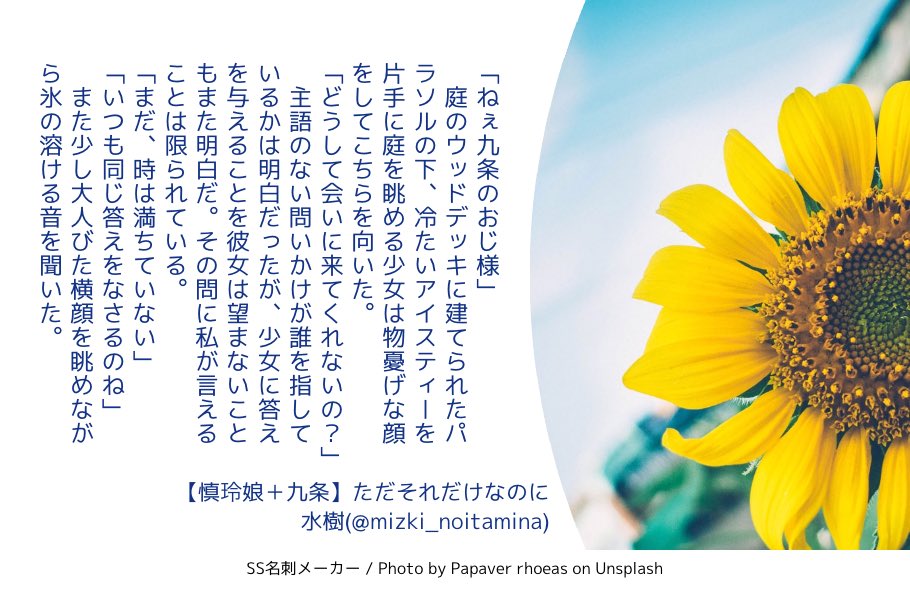 「ねぇ九条のおじ様」
　庭のウッドデッキに建てられたパ
ラソルの下、冷たいアイスティーを
片手に庭を眺める少女は物憂げな顔
をしてこちらを向いた。
「どうして会いに来てくれないの？」
　主語のない問いかけが誰を指して
いるかは明白だったが、少女に答え
を与えることを彼女は望まないこと
もまた明白だ。その問に私が言える
ことは限られている。
「まだ、時は満ちていない」
「いつも同じ答えをなさるのね」
　また少し大人びた横顔を眺めなが
ら氷の溶ける音を聞いた。
【慎玲娘＋九条】ただそれだけなのに
水樹(@mizki_noitamina)
SS名刺メーカー / Photo by Papaver rhoeas on Unsplash